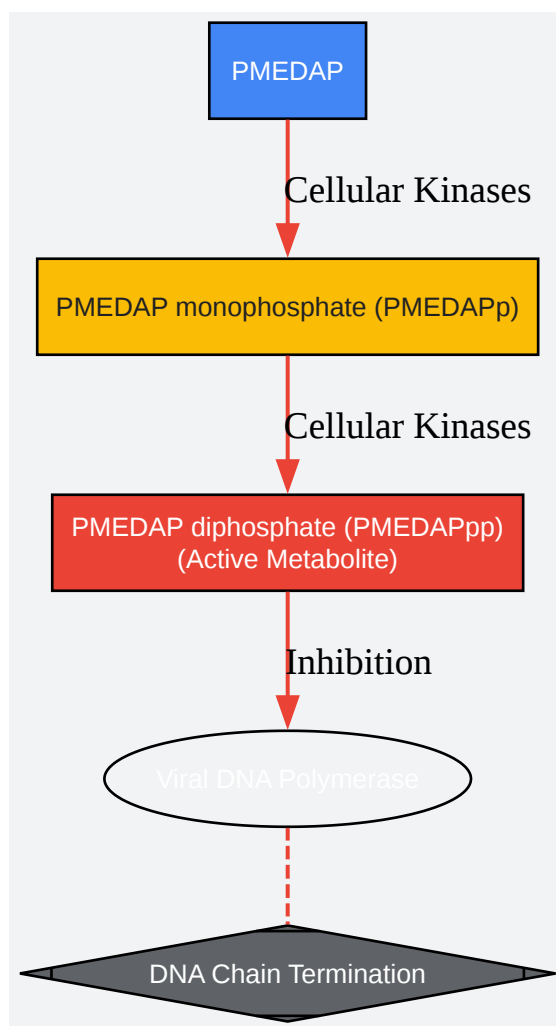 PMEDAP
Cellular Kinases
PMEDAP monophosphate (PMEDAPp)
Cellular Kinases
PMEDAP diphosphate (PMEDAPpp)
(Active Metabolite)
Inhibition
Viral DNA Polymerase
DNA Chain Termination